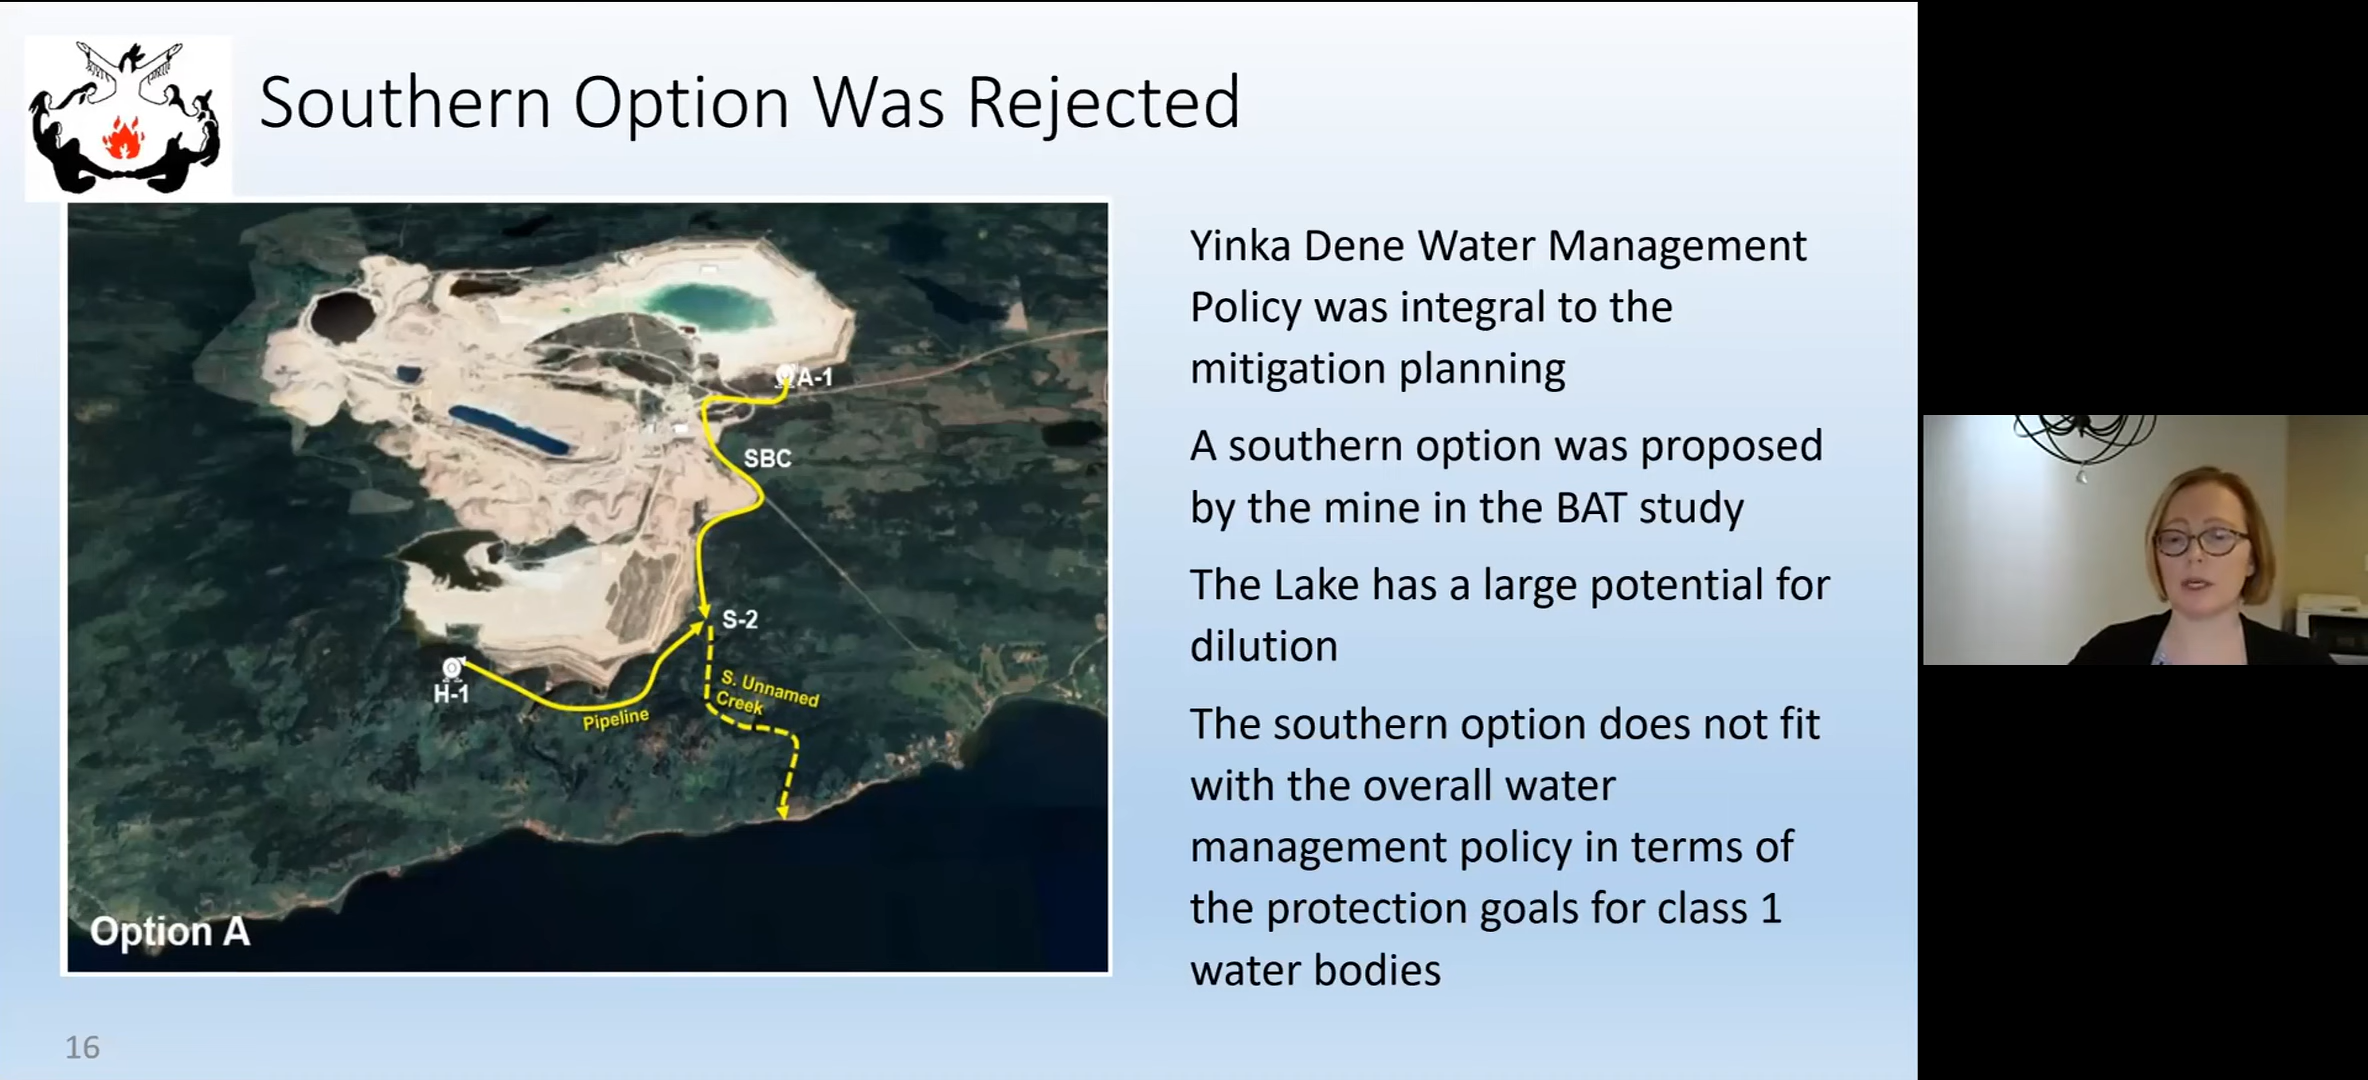 Southern Option Was Rejected
A-1
SBC
S-2
H-1
Pipeline
S. Unnamed
Creek
Option A
Yinka Dene Water Management
Policy was integral to the
mitigation planning
A southern option was proposed
by the mine in the BAT study
The Lake has a large potential for
dilution
The southern option does not fit
with the overall water
management policy in terms of
the protection goals for class 1
water bodies
16